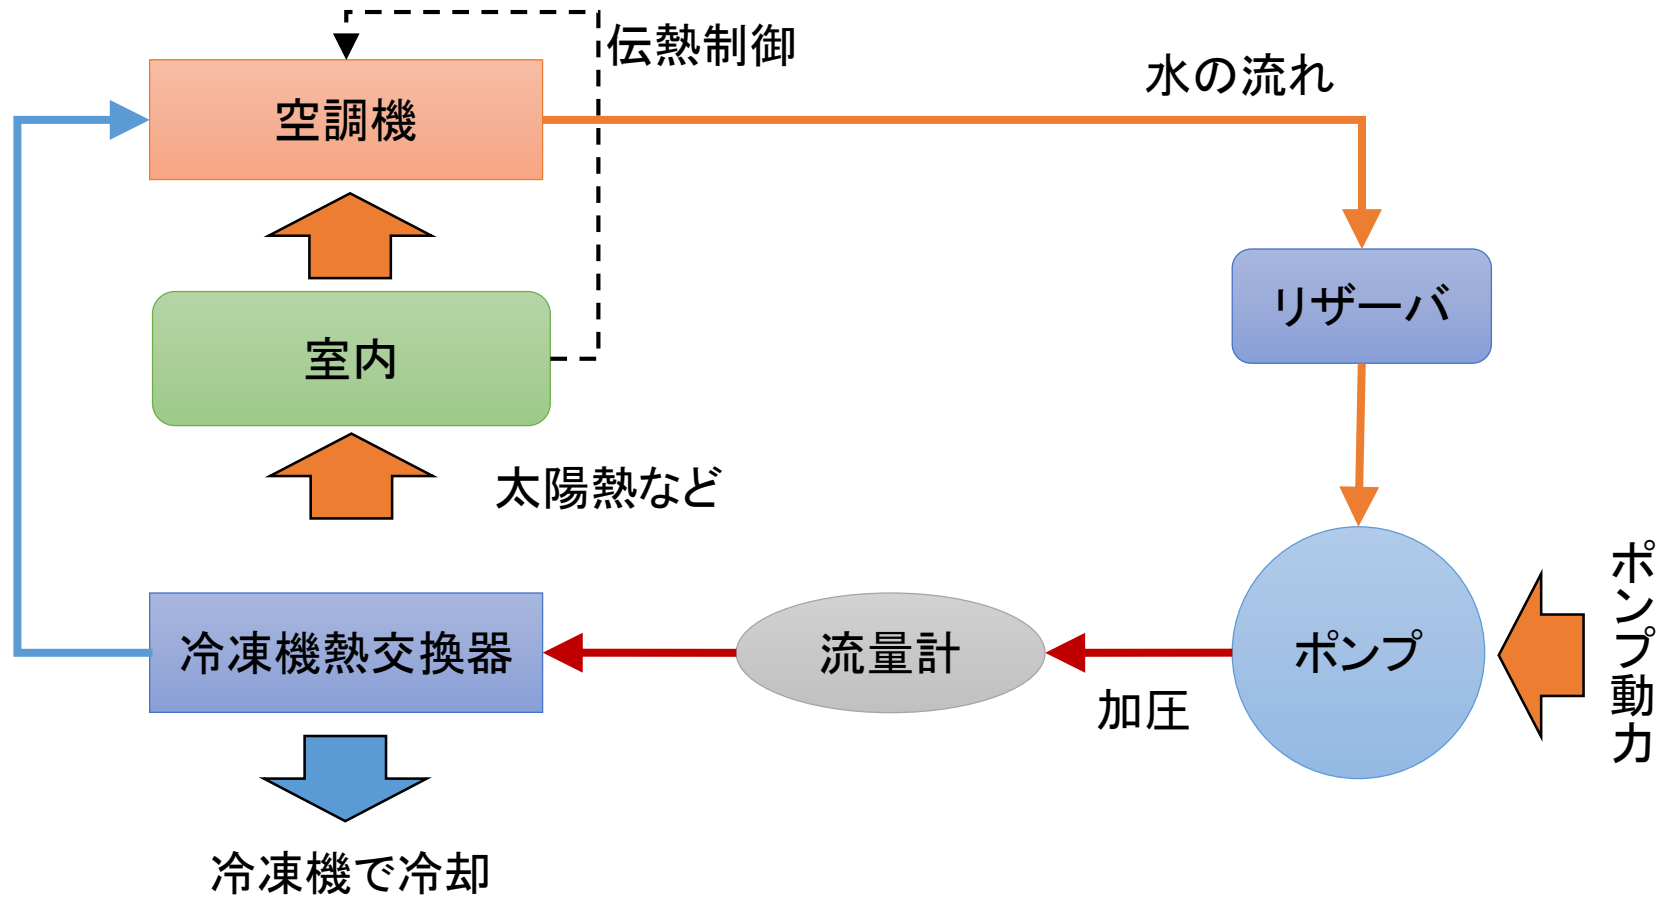 伝熱制御
水の流れ
空調機
リザーバ
室内
太陽熱など
冷凍機熱交換器
流量計
ポンプ
ポンプ動力
加圧
冷凍機で冷却